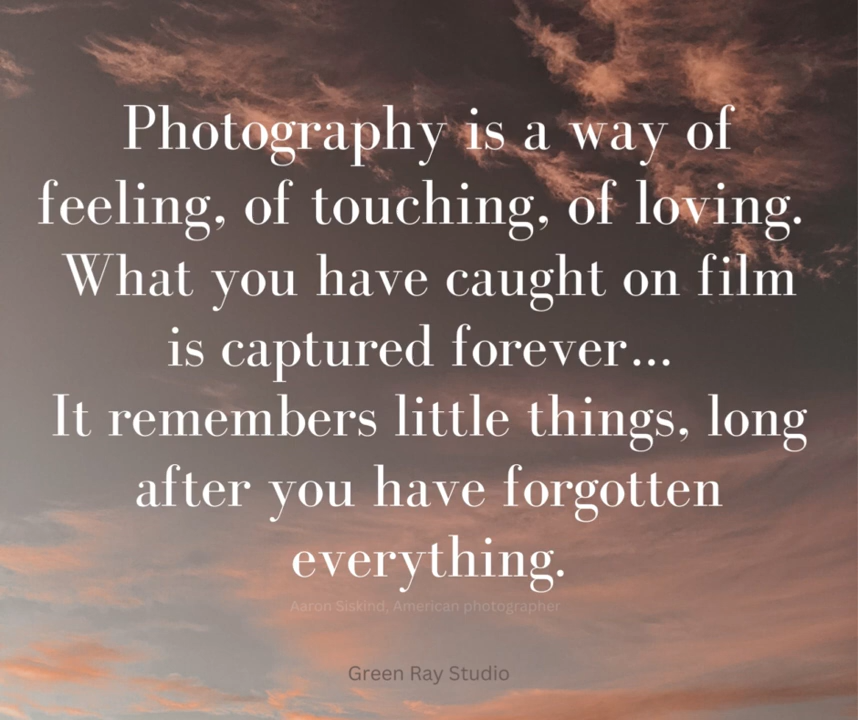 Photography is a way of
feeling, of touching, of loving.
What you have caught on film
is captured forever...
It remembers little things, long
after you have forgotten
everything.
Aaron Siskind, American photographer
Green Ray Studio